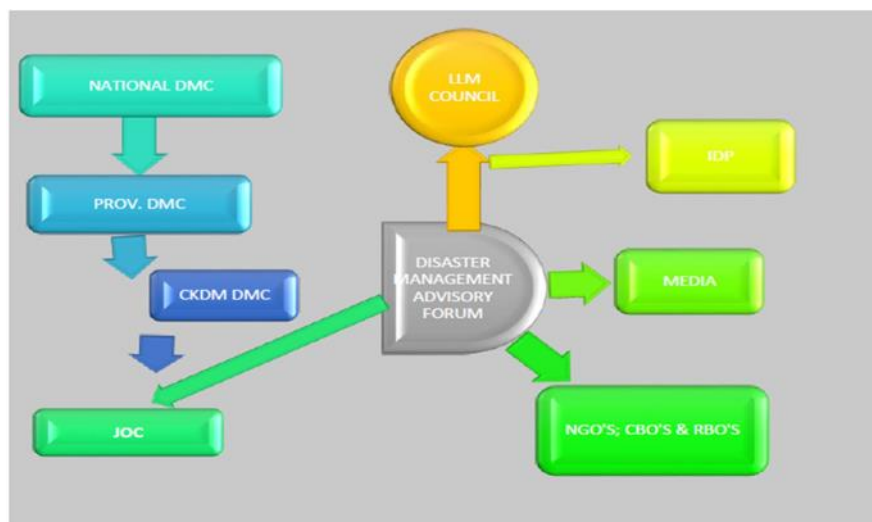 NATIONAL DMC
PROV. DMC
CKDM DMC
JOC
LLM
COUNCIL
DISASTER
MANAGEMENT
ADVISORY
FORUM
IDP
MEDIA
NGO'S; CBO'S & RBO'S